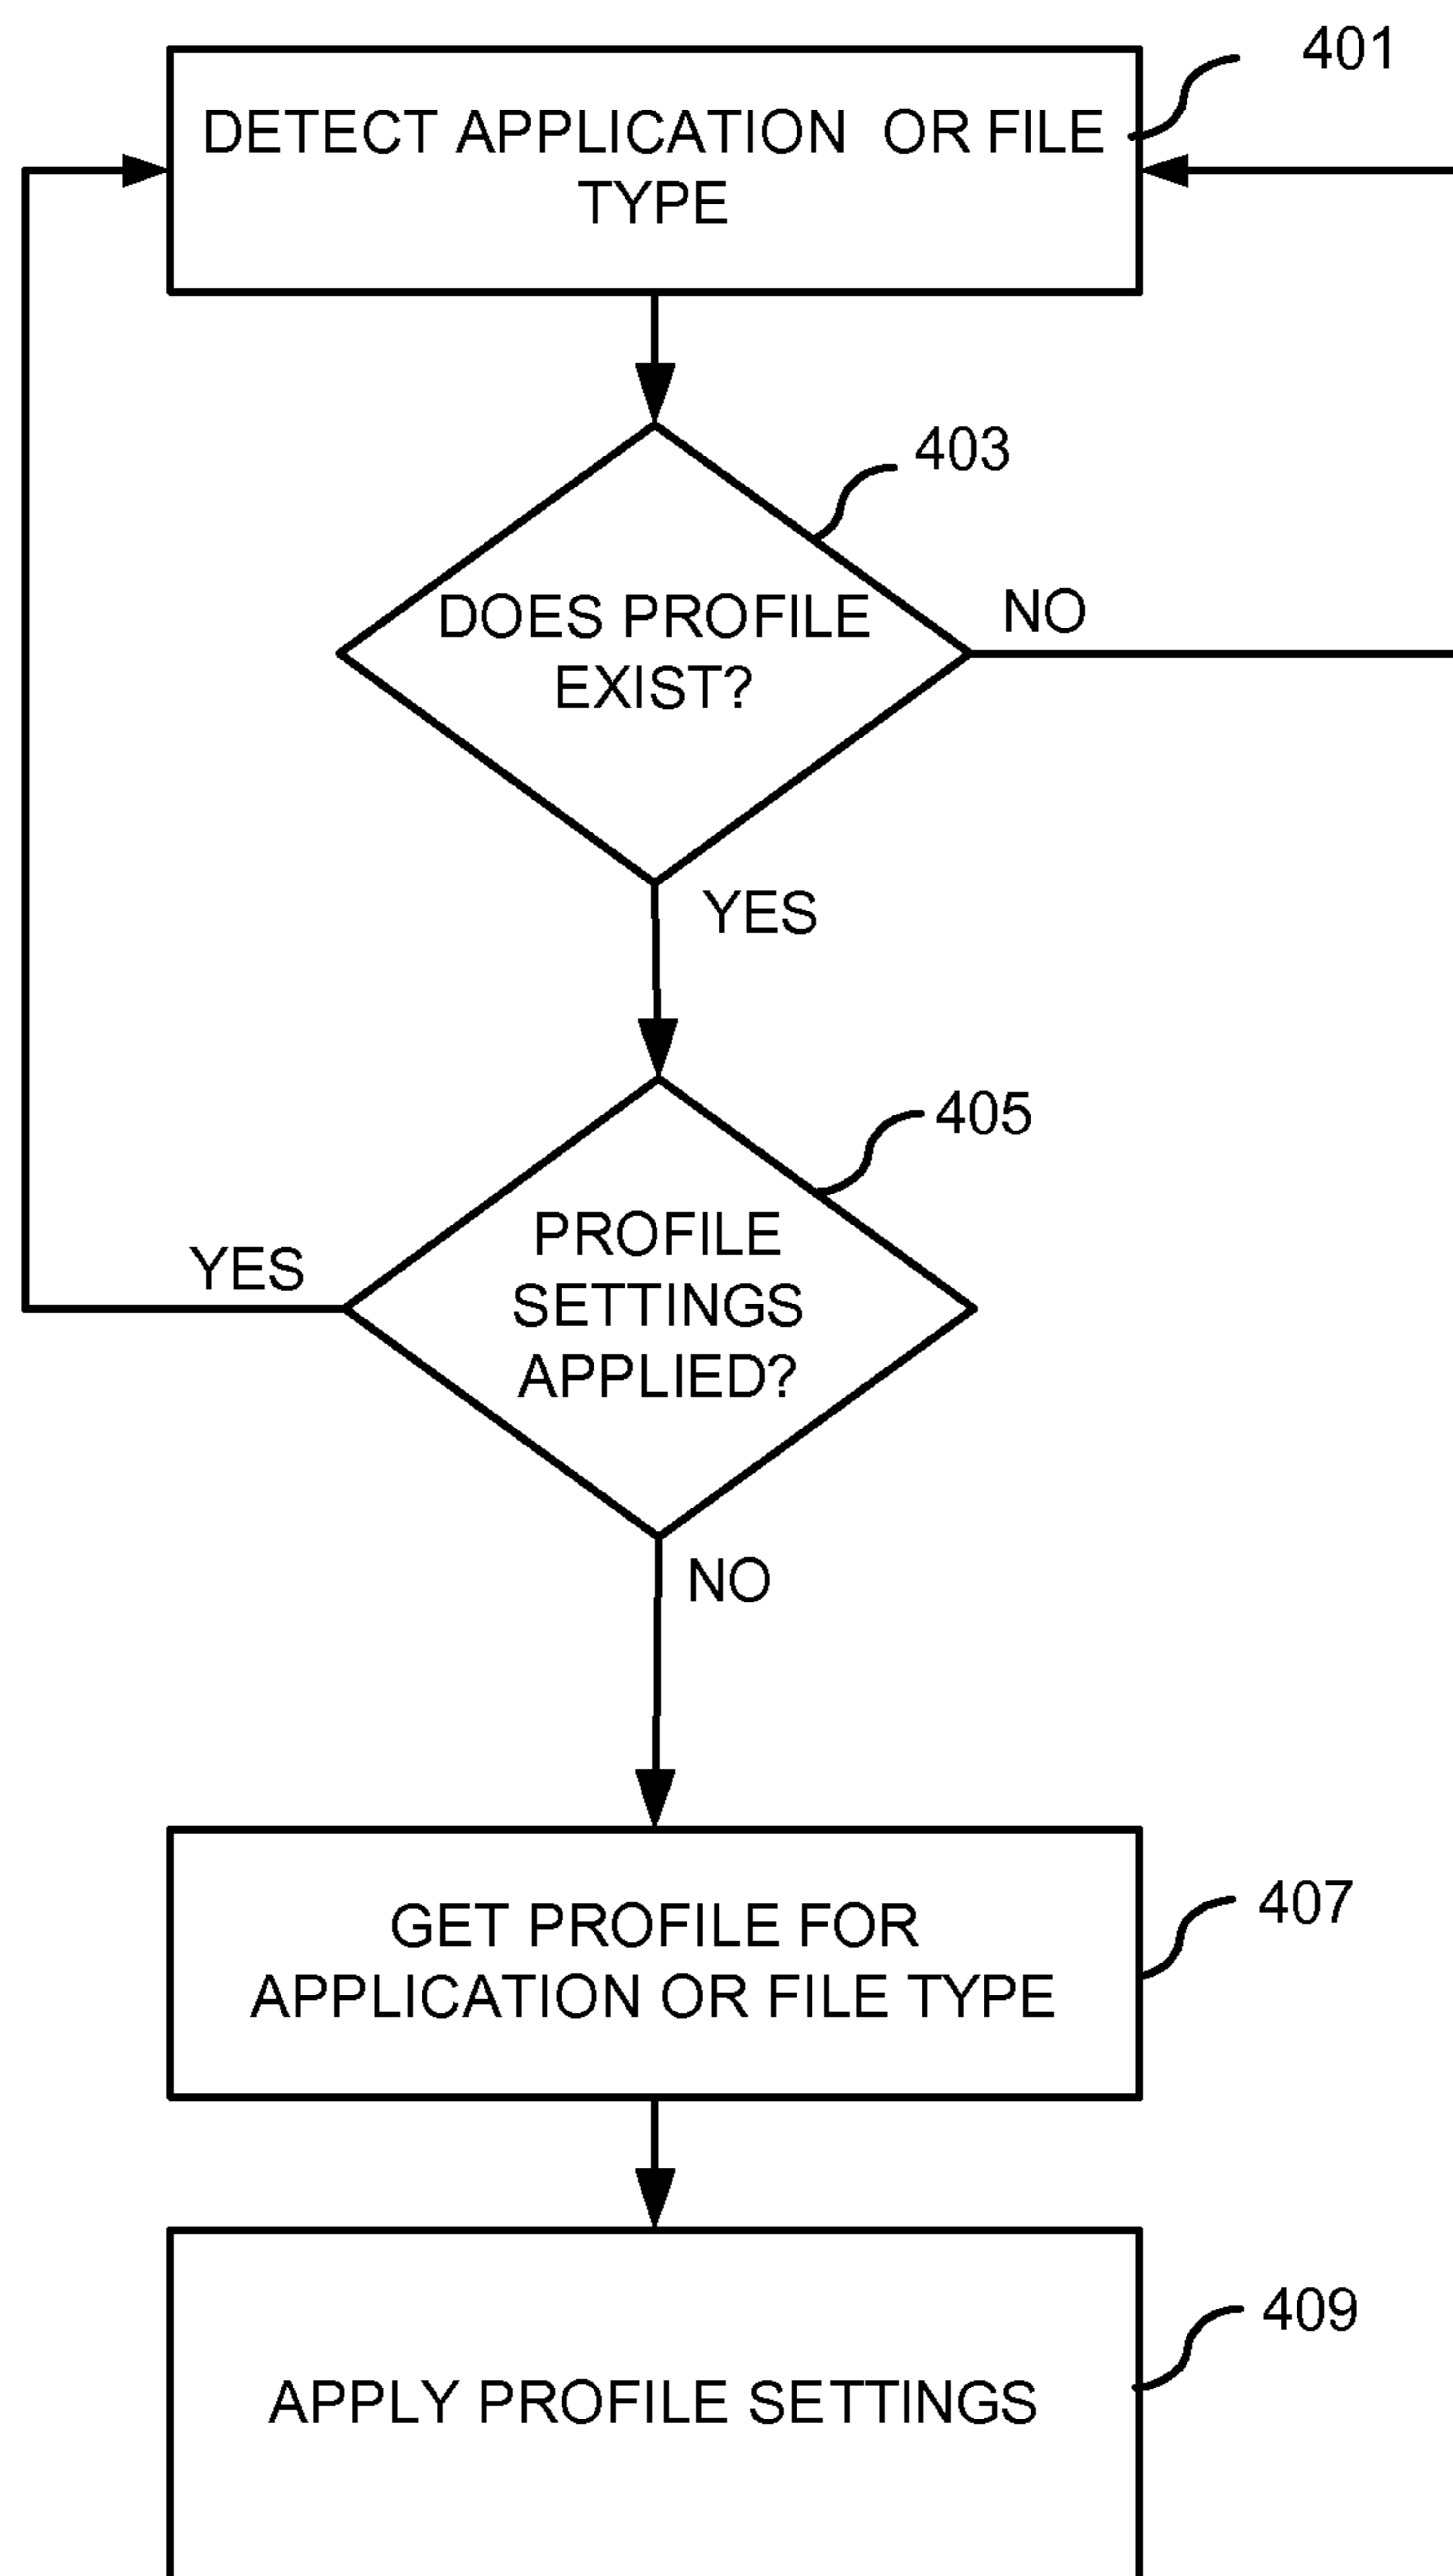 401
DETECT APPLICATION OR FILE
TYPE
403
DOES PROFILE
EXIST?
NO
YES
405
PROFILE
SETTINGS
APPLIED?
YES
NO
407
GET PROFILE FOR
APPLICATION OR FILE TYPE
409
APPLY PROFILE SETTINGS